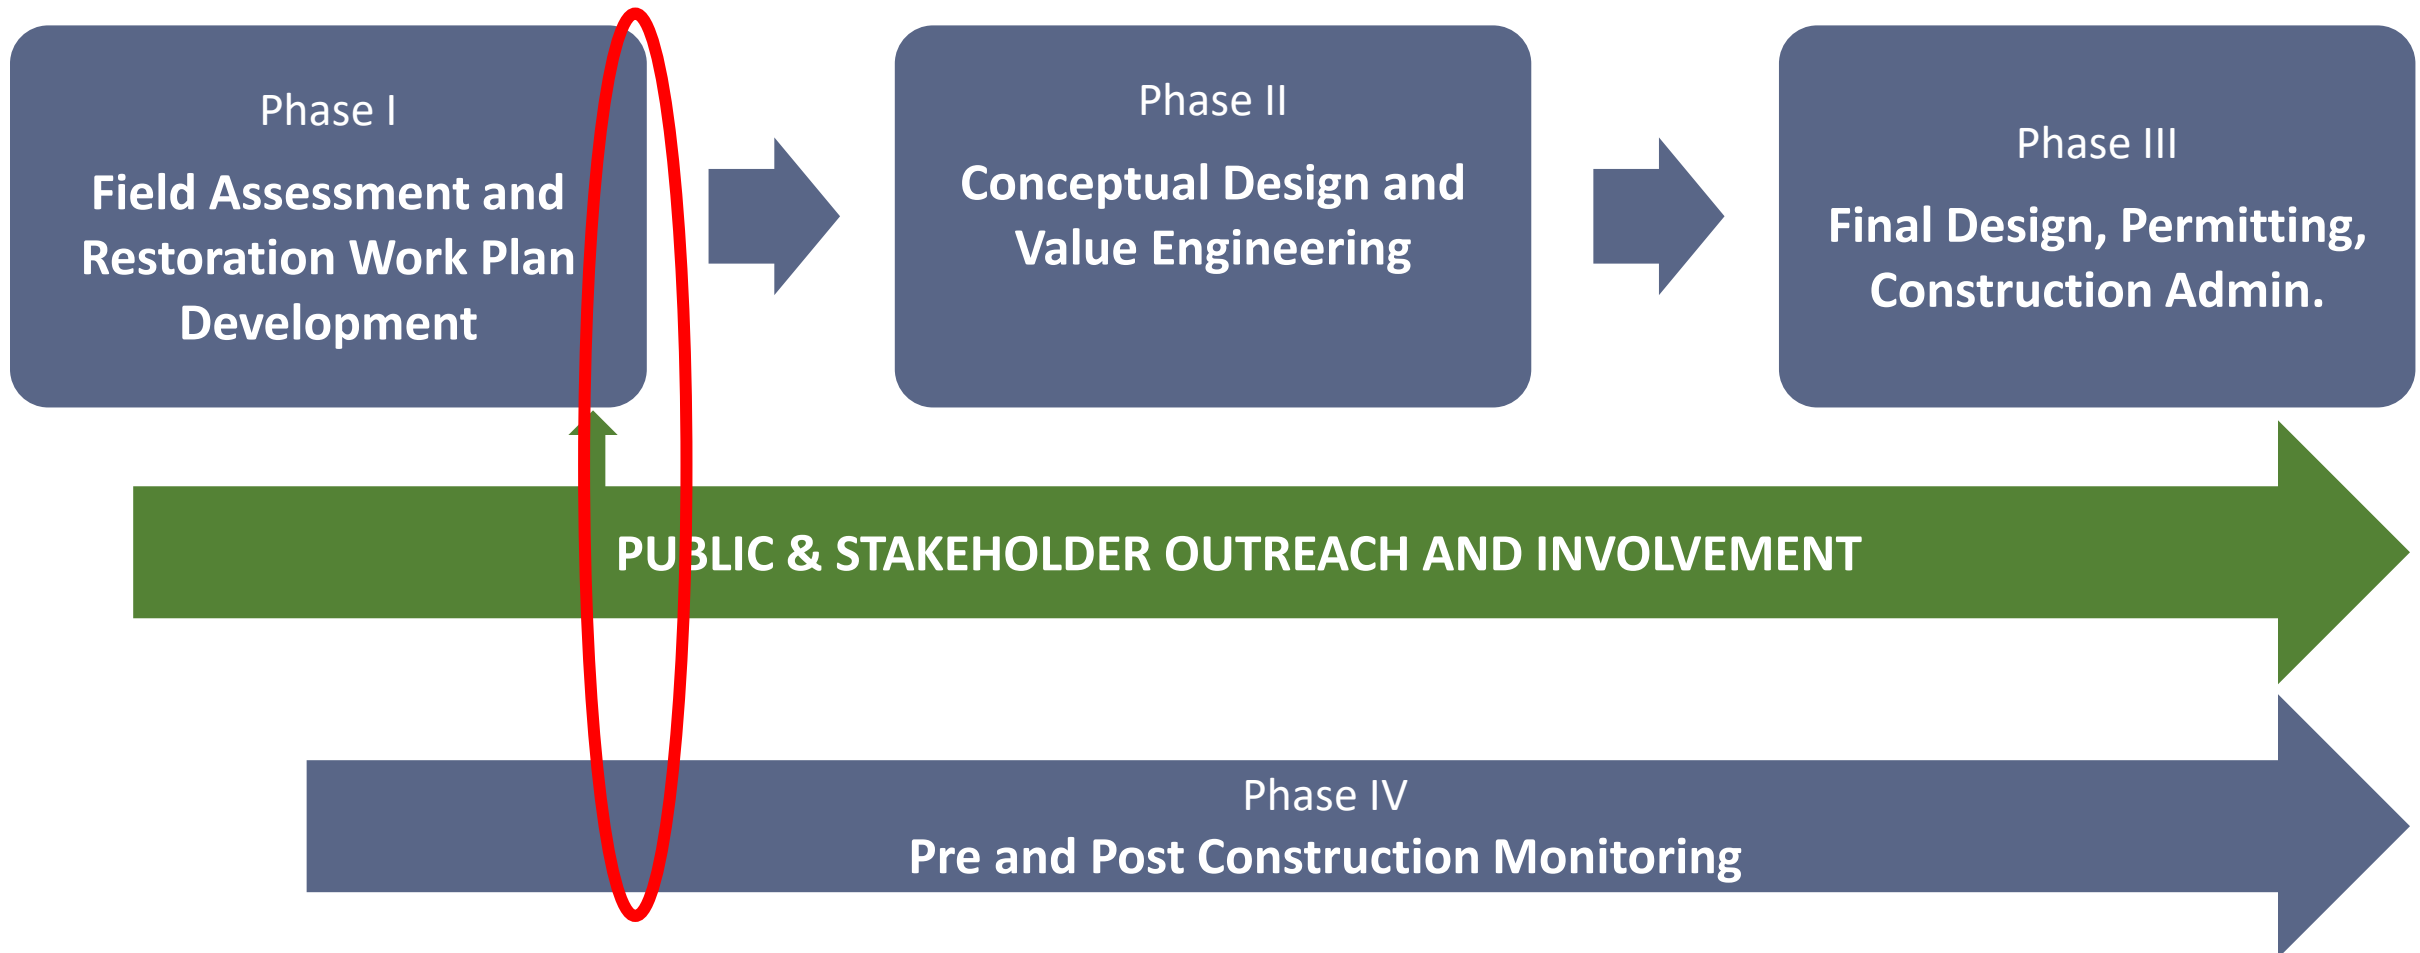 Phase I
Field Assessment and
Restoration Work Plan
Development
Phase II
Conceptual Design and
Value Engineering
Phase III
Final Design, Permitting,
Construction Admin.
PUBLIC & STAKEHOLDER OUTREACH AND INVOLVEMENT
Phase IV
Pre and Post Construction Monitoring